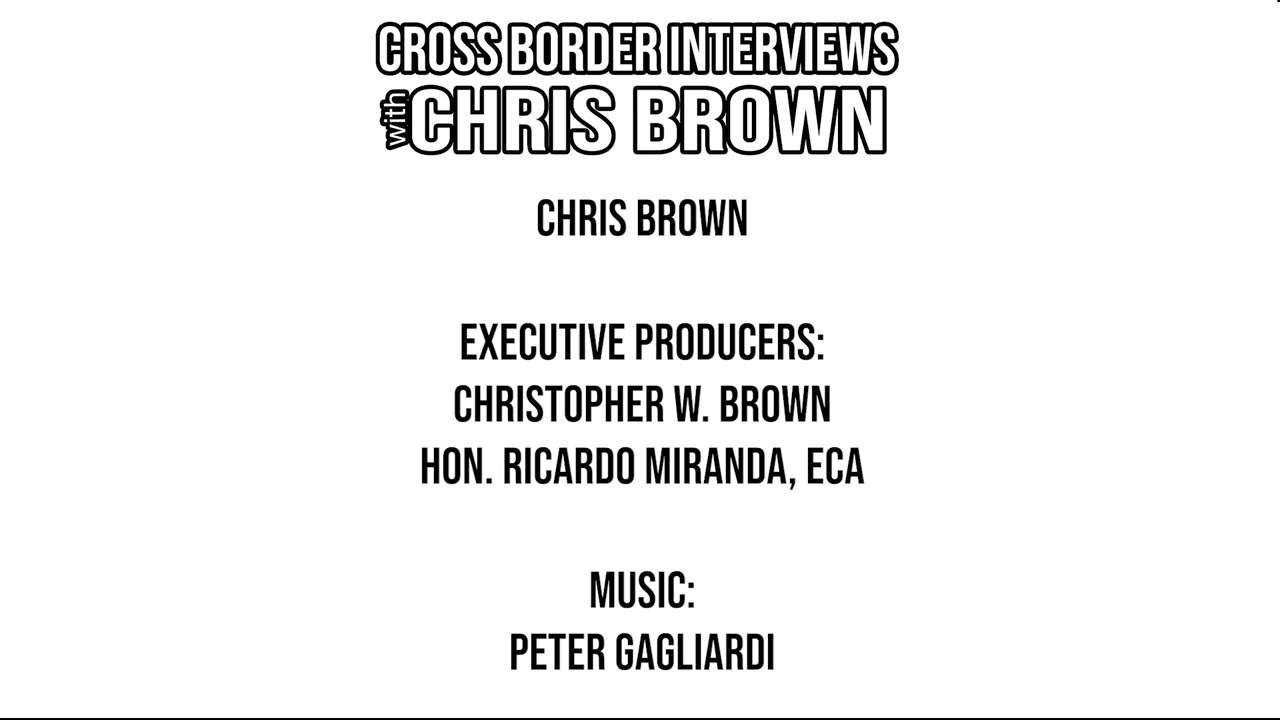 CROSS BORDER INTERVIEWS
with CHRIS BROWN
CHRIS BROWN
EXECUTIVE PRODUCERS:
CHRISTOPHER W. BROWN
HON. RICARDO MIRANDA, ECA
MUSIC:
PETER GAGLIARDI